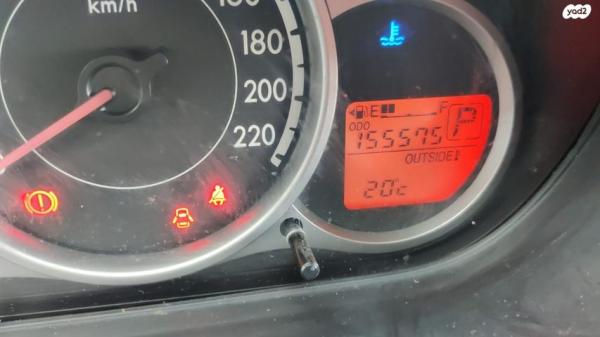 yad2
km/h
180
200
220
E F
ODO
155575
P
OUTSIDE
20°c